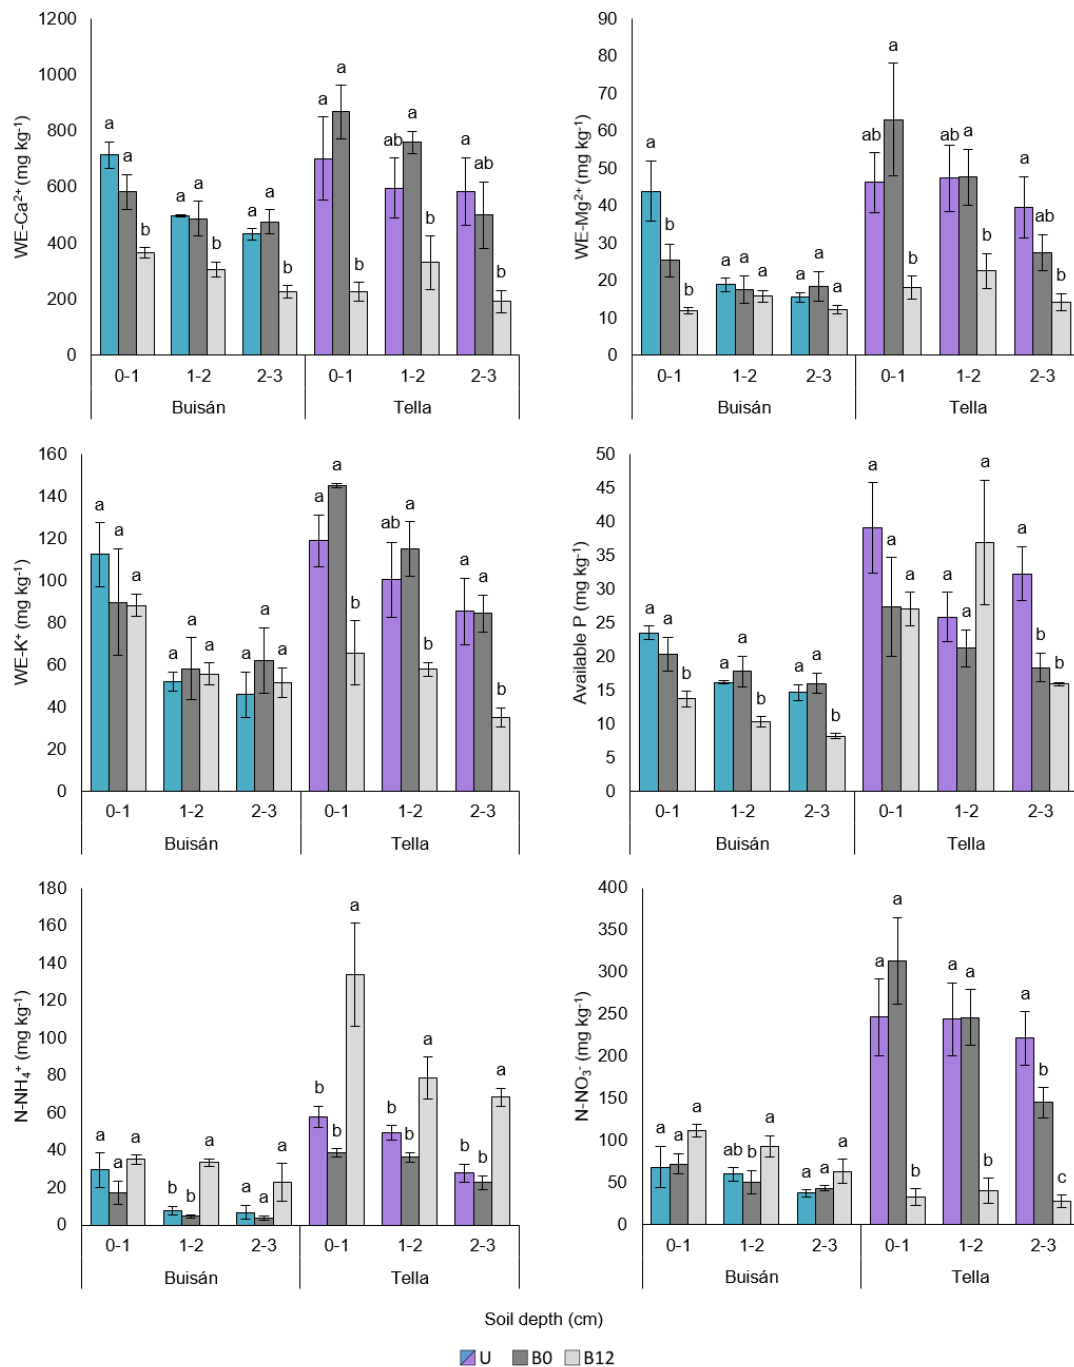 WE-Ca²⁺ (mg kg⁻¹)
1200
1000
800
600
400
200
0
a a b a a b a a b a a b ab a b a ab b
0-1 1-2 2-3 0-1 1-2 2-3
Buisán Tella
WE-Mg²⁺ (mg kg⁻¹)
90
80
70
60
50
40
30
20
10
0
a b b a a a a a a ab a b ab a b a ab b
0-1 1-2 2-3 0-1 1-2 2-3
Buisán Tella
WE-K⁺ (mg kg⁻¹)
160
140
120
100
80
60
40
20
0
a a a a a a a a a a a b ab a b a a b
0-1 1-2 2-3 0-1 1-2 2-3
Buisán Tella
Available P (mg kg⁻¹)
50
45
40
35
30
25
20
15
10
5
0
a a b a a b a a b a a a a a a a b b
0-1 1-2 2-3 0-1 1-2 2-3
Buisán Tella
N-NH₄⁺ (mg kg⁻¹)
180
160
140
120
100
80
60
40
20
0
a a a b b a a a a b b a b b a b b a
0-1 1-2 2-3 0-1 1-2 2-3
Buisán Tella
N-NO₃⁻ (mg kg⁻¹)
400
350
300
250
200
150
100
50
0
a a a ab b a a a a a a b a a b a b c
0-1 1-2 2-3 0-1 1-2 2-3
Buisán Tella
Soil depth (cm)
U B0 B12